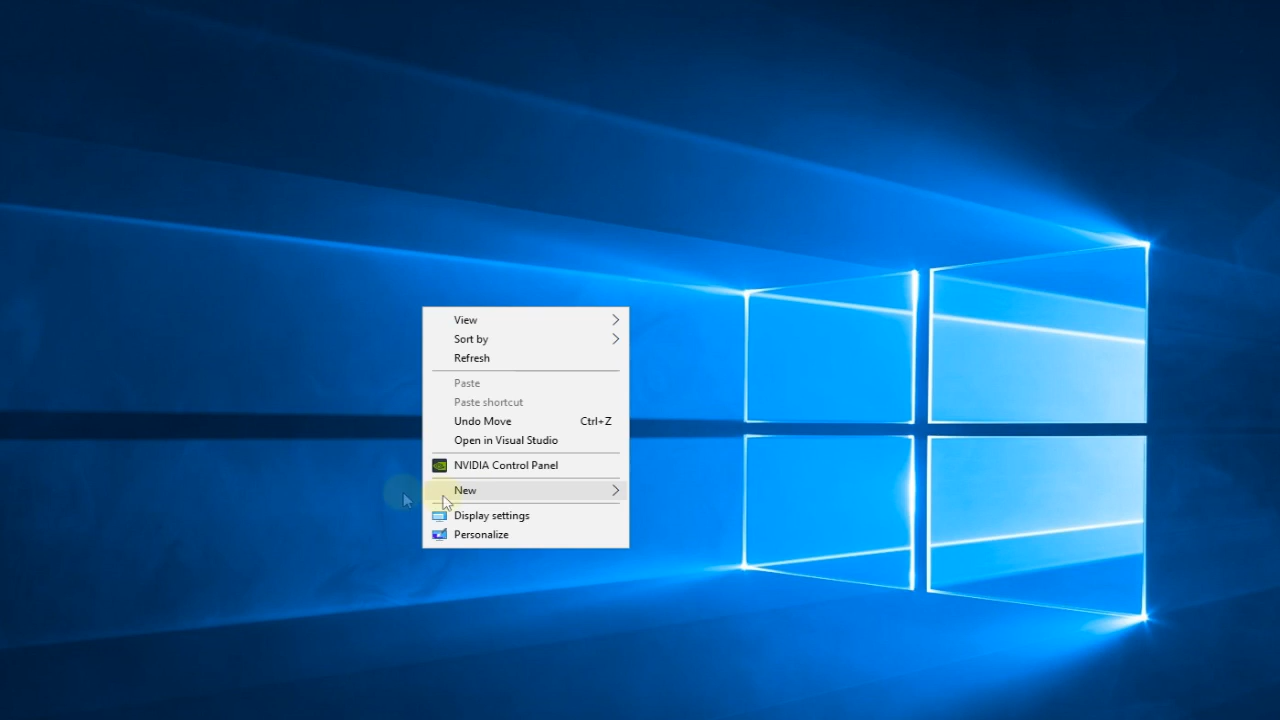 View
Sort by
Refresh
Paste
Paste shortcut
Undo Move Ctrl+Z
Open in Visual Studio
NVIDIA Control Panel
New
Display settings
Personalize